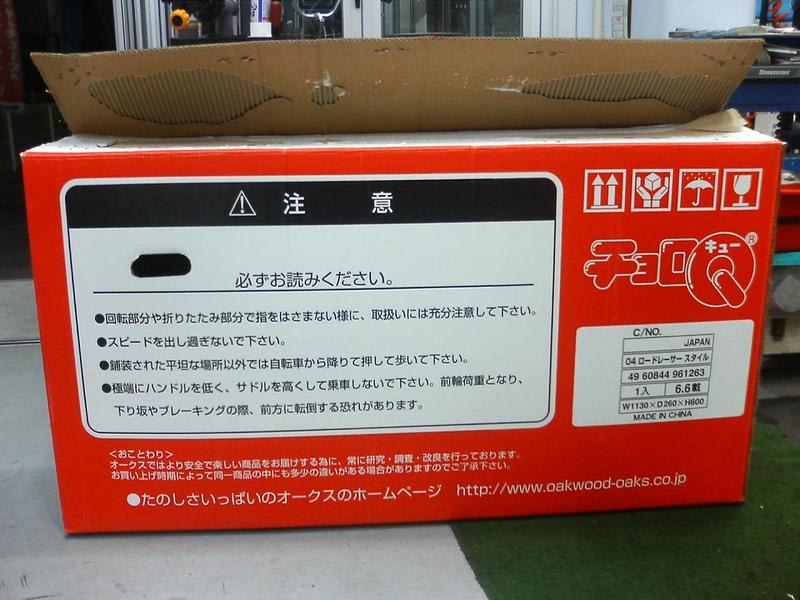 注 意
必ずお読みください。
●回転部分や折りたたみ部分で指をはさまない様に、取扱いには充分注意して下さい。
●スピードを出し過ぎないで下さい。
●舗装された平坦な場所以外では自転車から降りて押して歩いて下さい。
●極端にハンドルを低く、サドルを高くして乗車しないで下さい。前輪荷重となり、
下り坂やブレーキングの際、前方に転倒する恐れがあります。
チョロQ
キュー
®
C/NO.
JAPAN
04 ロードレーサー スタイル
49 60844 961263
1入 6.6載
W1130×D260×H600
MADE IN CHINA
<おことわり>
オークスではより安全で楽しい商品をお届けする為に、常に研究・調査・改良を行っております。
お買い上げ時期によって同一商品の中にも多少の違いがある場合がありますのでご了承下さい。
●たのしさいっぱいのオークスのホームページ http://www.oakwood-oaks.co.jp